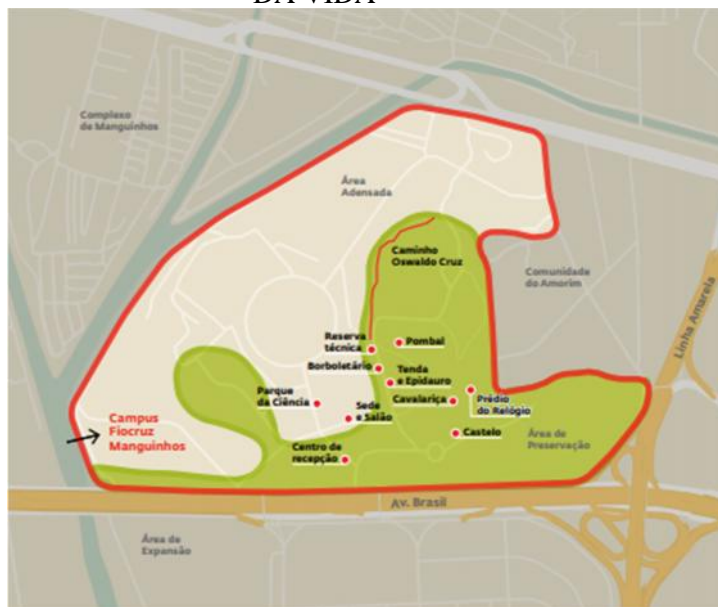 DA VIDA
Complexo
de Manguinhos
Área
Adensada
Caminho
Oswaldo Cruz
Comunidade
do Amorim
Linha Amarela
Reserva
técnica
Pombal
Borboletário
Tenda
e Epidauro
Parque
da Ciência
Sede
e Salão
Cavalariça
Prédio
do Relógio
Campus
Fiocruz
Manguinhos
Castelo
Área de
Preservação
Centro de
recepção
Av. Brasil
Área de
Expansão